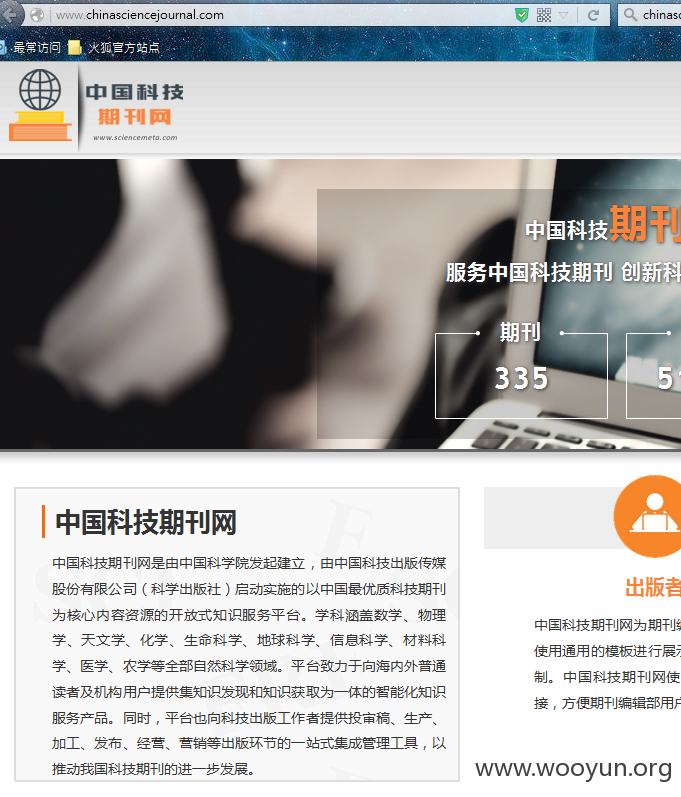 www.chinasciencejournal.com
chinas
最常访问 火狐官方站点
中国科技
期刊网
www.sciencemeta.com
中国科技期刊
服务中国科技期刊 创新科
期刊
335
中国科技期刊网
中国科技期刊网是由中国科学院发起建立，由中国科技出版传媒
股份有限公司（科学出版社）启动实施的以中国最优质科技期刊
为核心内容资源的开放式知识服务平台。学科涵盖数学、物理
学、天文学、化学、生命科学、地球科学、信息科学、材料科
学、医学、农学等全部自然科学领域。平台致力于向海内外普通
读者及机构用户提供集知识发现和知识获取为一体的智能化知识
服务产品。同时，平台也向科技出版工作者提供投审稿、生产、
加工、发布、经营、营销等出版环节的一站式集成管理工具，以
推动我国科技期刊的进一步发展。
出版者
中国科技期刊网为期刊编
使用通用的模板进行展示
制。中国科技期刊网使
接，方便期刊编辑部用户
www.wooyun.org